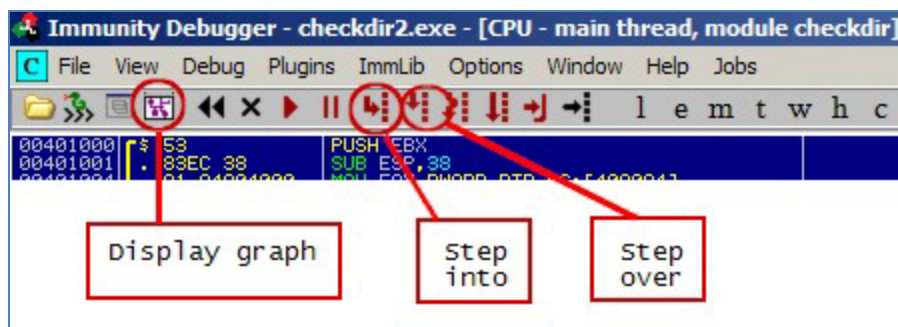 Immunity Debugger - checkdir2.exe - [CPU - main thread, module checkdir]
C File View Debug Plugins ImmLib Options Window Help Jobs
l e m t w h c
00401000 $ 53 PUSH EBX
00401001 . 83EC 38 SUB ESP,38
Display graph
Step into
Step over